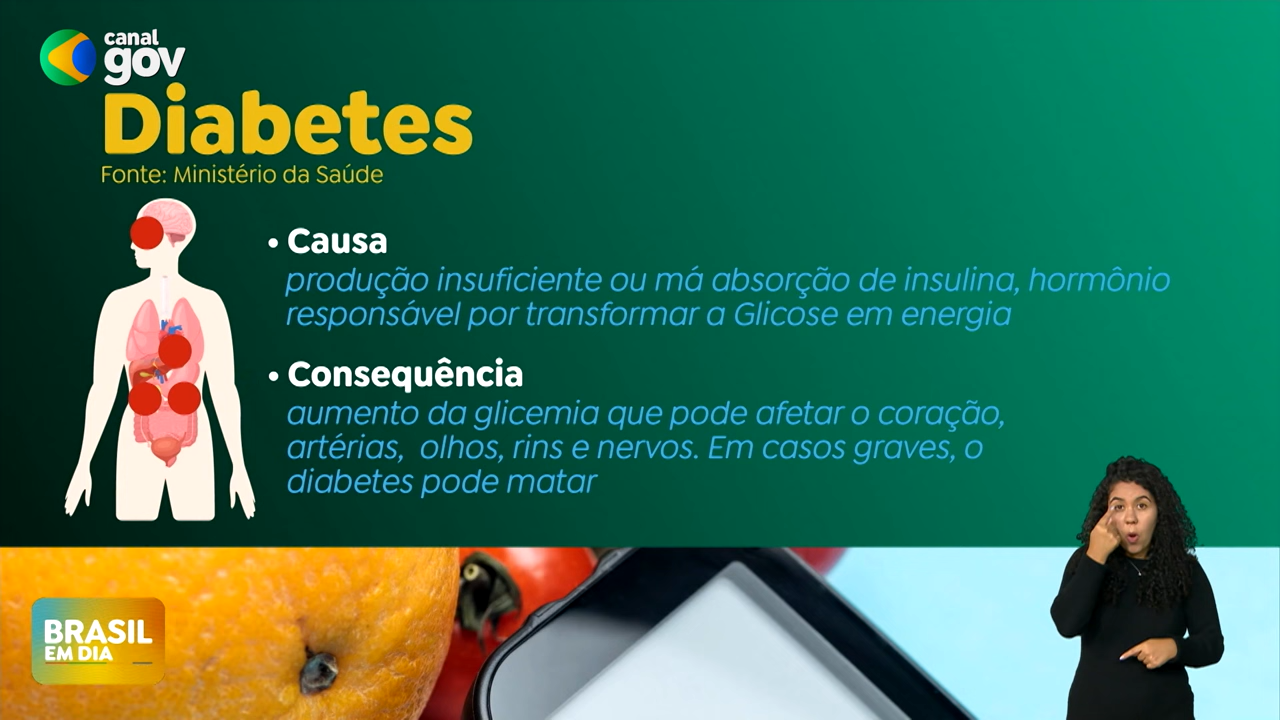 canal
gov
Diabetes
Fonte: Ministério da Saúde
• Causa
produção insuficiente ou má absorção de insulina, hormônio
responsável por transformar a Glicose em energia
• Consequência
aumento da glicemia que pode afetar o coração,
artérias, olhos, rins e nervos. Em casos graves, o
diabetes pode matar
BRASIL
EM DIA